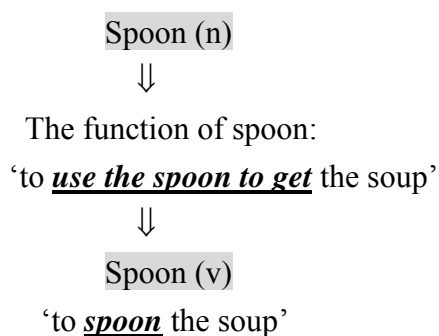 Spoon (n)
⇓
The function of spoon:
‘to use the spoon to get the soup’
⇓
Spoon (v)
‘to spoon the soup’